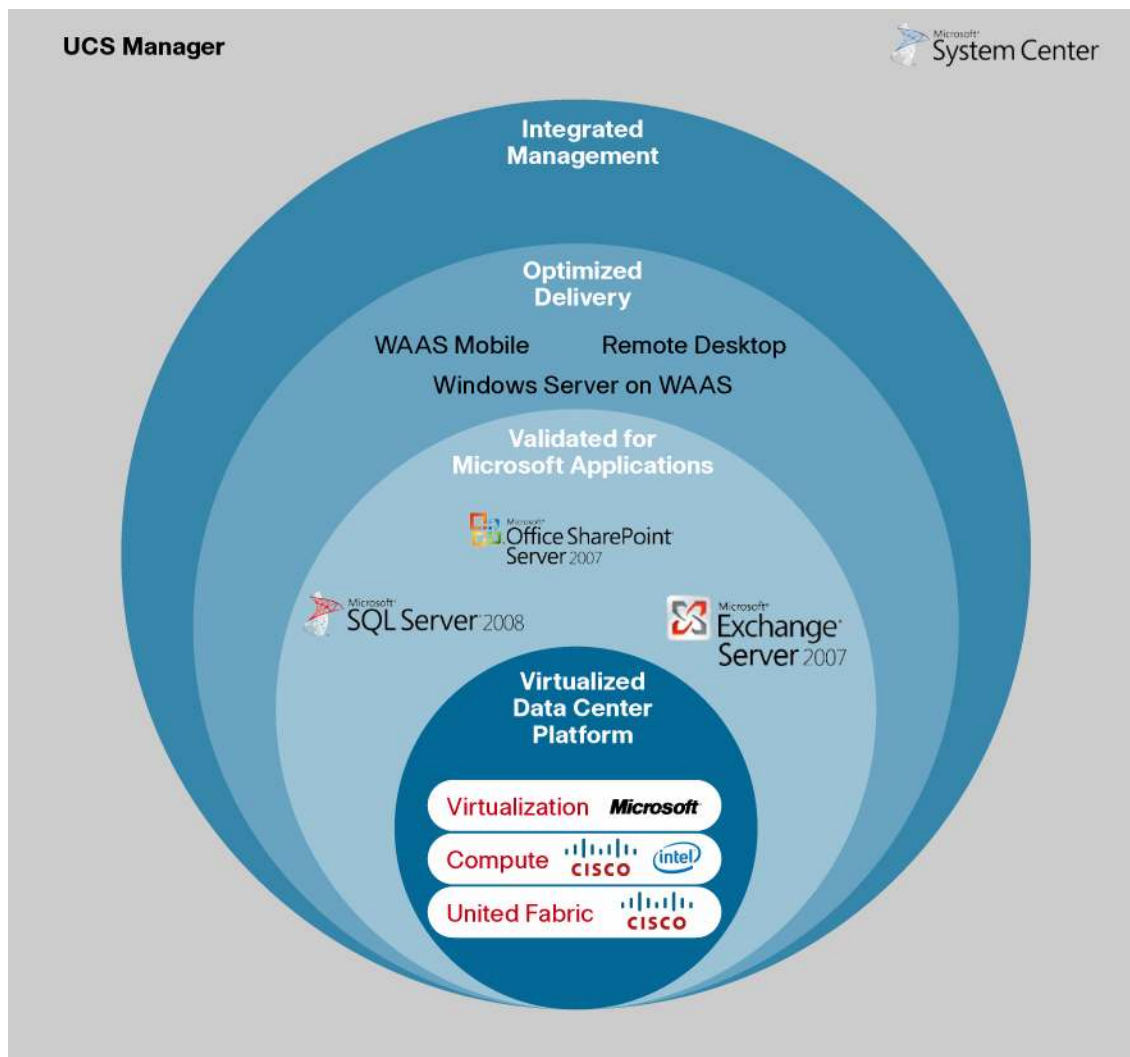 UCS Manager
Microsoft
System Center
Integrated
Management
Optimized
Delivery
WAAS Mobile Remote Desktop
Windows Server on WAAS
Validated for
Microsoft Applications
Microsoft
Office SharePoint
Server 2007
Microsoft
SQL Server 2008
Microsoft
Exchange
Server 2007
Virtualized
Data Center
Platform
Virtualization Microsoft
Compute CISCO intel
United Fabric CISCO